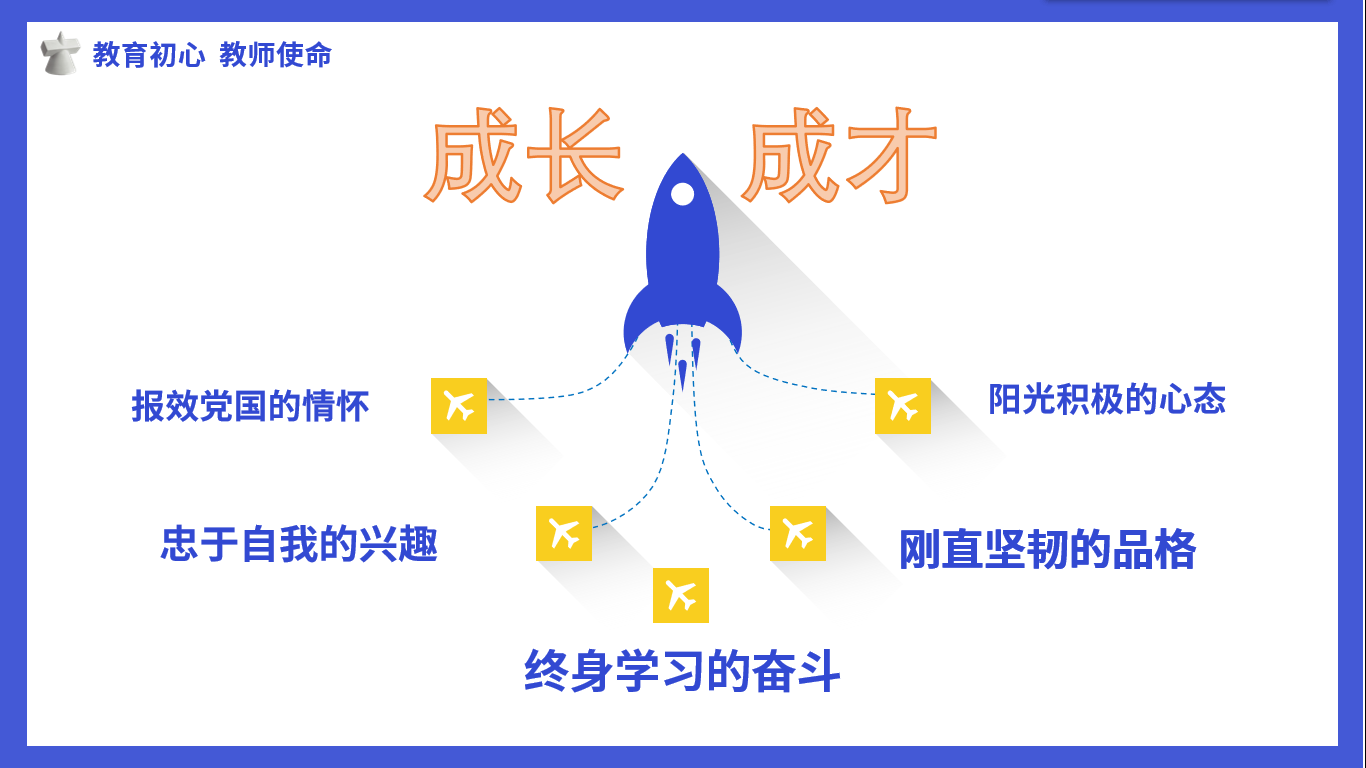 教育初心 教师使命
成长 成才
报效党国的情怀
阳光积极的心态
忠于自我的兴趣
刚直坚韧的品格
终身学习的奋斗